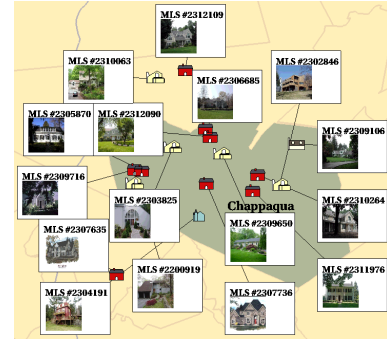 MLS #2312109
MLS #2310063
MLS #2302846
MLS #2306685
MLS #2305870
MLS #2312090
MLS #2309106
MLS #2309716
MLS #2303825
MLS #2310264
Chappaqua
MLS #2309650
MLS #2307635
MLS #2200919
MLS #2311976
MLS #2304191
MLS #2307736